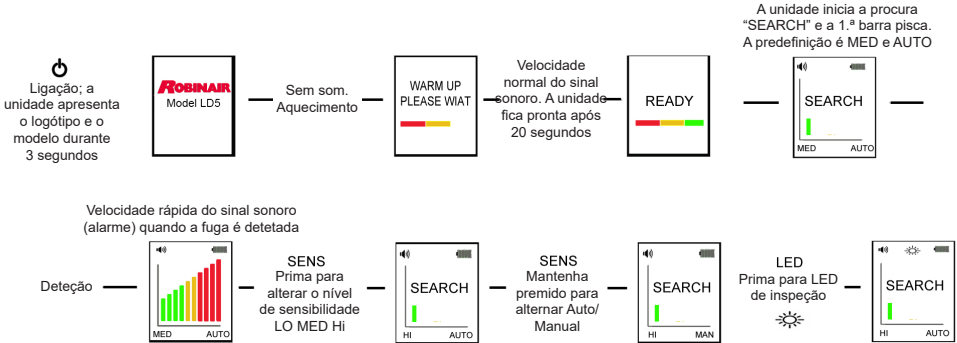 Ligação; a
unidade apresenta
o logótipo e o
modelo durante
3 segundos
ROBINAIR
Model LD5
Sem som.
Aquecimento
WARM UP
PLEASE WIAT
Velocidade
normal do sinal
sonoro. A unidade
fica pronta após
20 segundos
READY
A unidade inicia a procura
“SEARCH” e a 1.ª barra pisca.
A predefinição é MED e AUTO
SEARCH
MED AUTO
Deteção
Velocidade rápida do sinal sonoro
(alarme) quando a fuga é detetada
MED AUTO
SENS
Prima para
alterar o nível
de sensibilidade
LO MED Hi
SEARCH
HI AUTO
SENS
Mantenha
premido para
alternar Auto/
Manual
SEARCH
HI MAN
LED
Prima para LED
de inspeção
SEARCH
HI AUTO